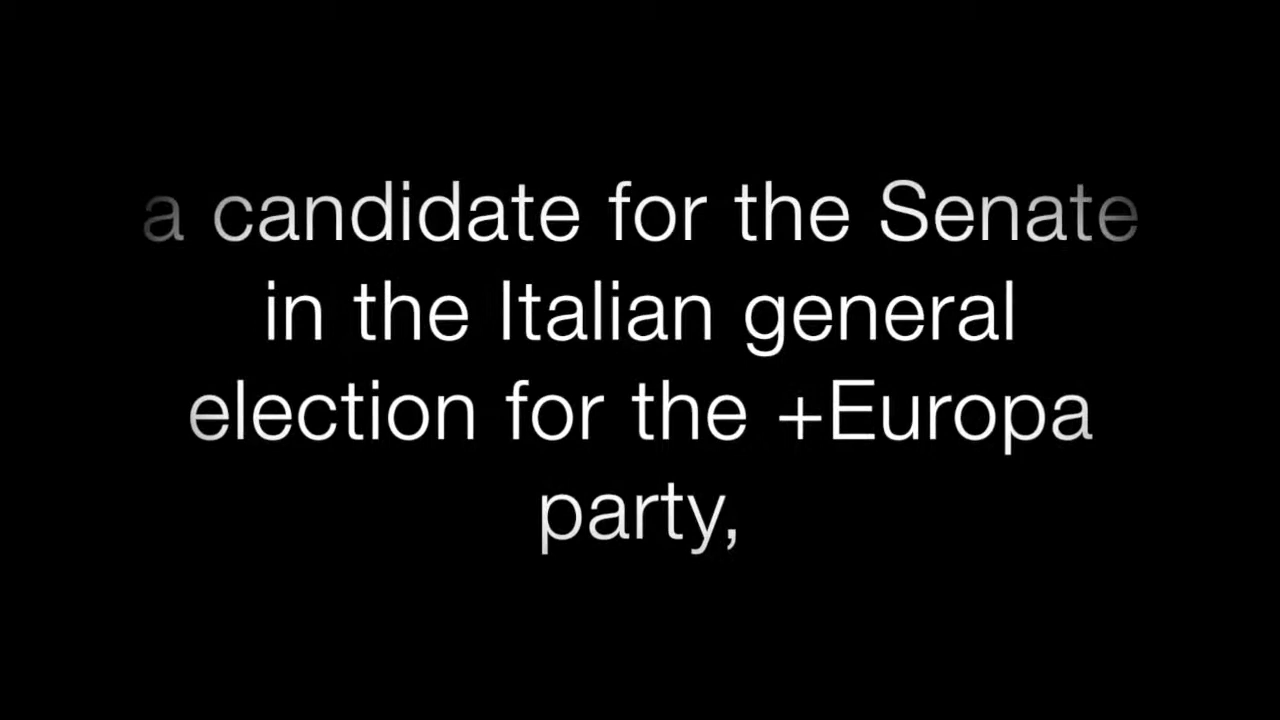 a candidate for the Senate
in the Italian general
election for the +Europa
party,